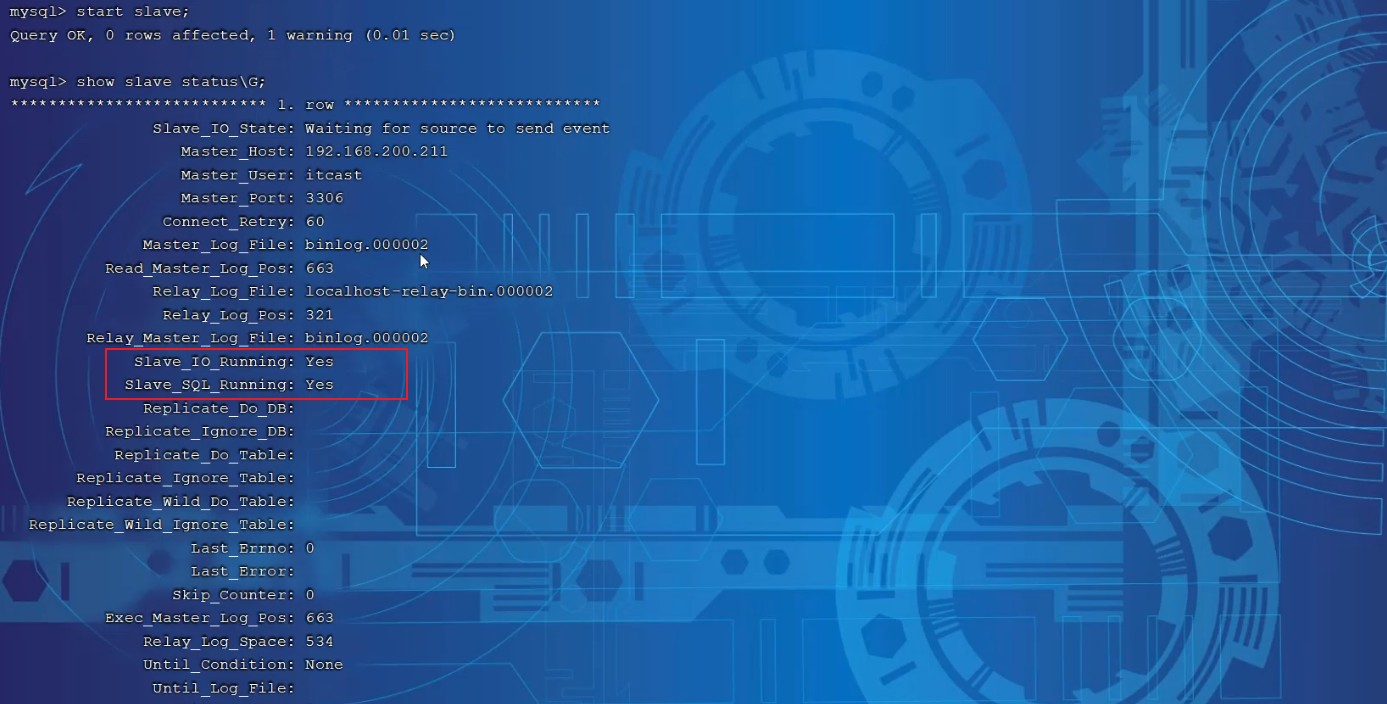 mysql> start slave;
Query OK, 0 rows affected, 1 warning (0.01 sec)
mysql> show slave status\G;
*************************** 1. row ***************************
Slave_IO_State: Waiting for source to send event
Master_Host: 192.168.200.211
Master_User: itcast
Master_Port: 3306
Connect_Retry: 60
Master_Log_File: binlog.000002
Read_Master_Log_Pos: 663
Relay_Log_File: localhost-relay-bin.000002
Relay_Log_Pos: 321
Relay_Master_Log_File: binlog.000002
Slave_IO_Running: Yes
Slave_SQL_Running: Yes
Replicate_Do_DB:
Replicate_Ignore_DB:
Replicate_Do_Table:
Replicate_Ignore_Table:
Replicate_Wild_Do_Table:
Replicate_Wild_Ignore_Table:
Last_Errno: 0
Last_Error:
Skip_Counter: 0
Exec_Master_Log_Pos: 663
Relay_Log_Space: 534
Until_Condition: None
Until_Log_File: